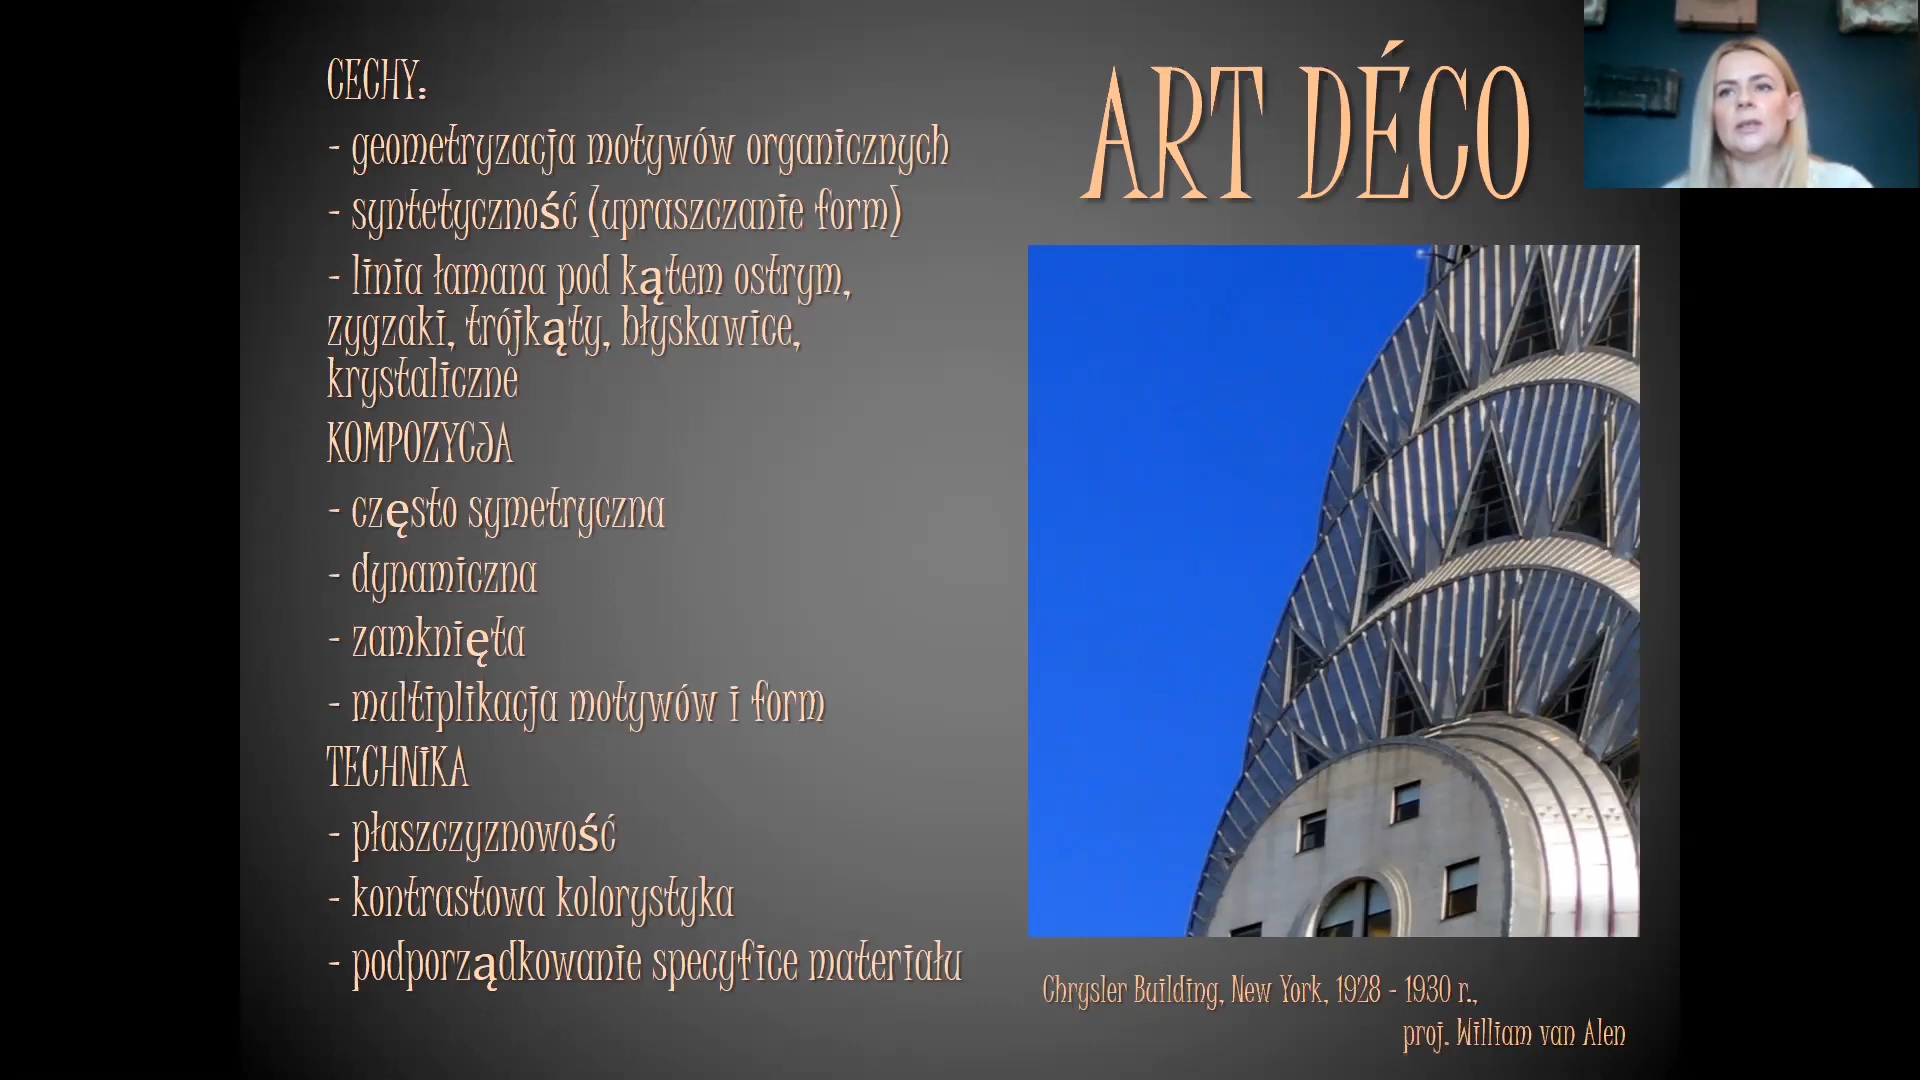 CECHY:
- geometryzacja motywów organicznych
- syntetyczność (upraszczanie form)
- linia łamana pod kątem ostrym,
zygzaki, trójkąty, błyskawice,
krystaliczne
KOMPOZYCJA
- często symetryczna
- dynamiczna
- zamknięta
- multiplikacja motywów i form
TECHNIKA
- płaszczyznowość
- kontrastowa kolorystyka
- podporządkowanie specyfice materiału
ART DÉCO
Chrysler Building, New York, 1928 - 1930 r.,
proj. William van Alen